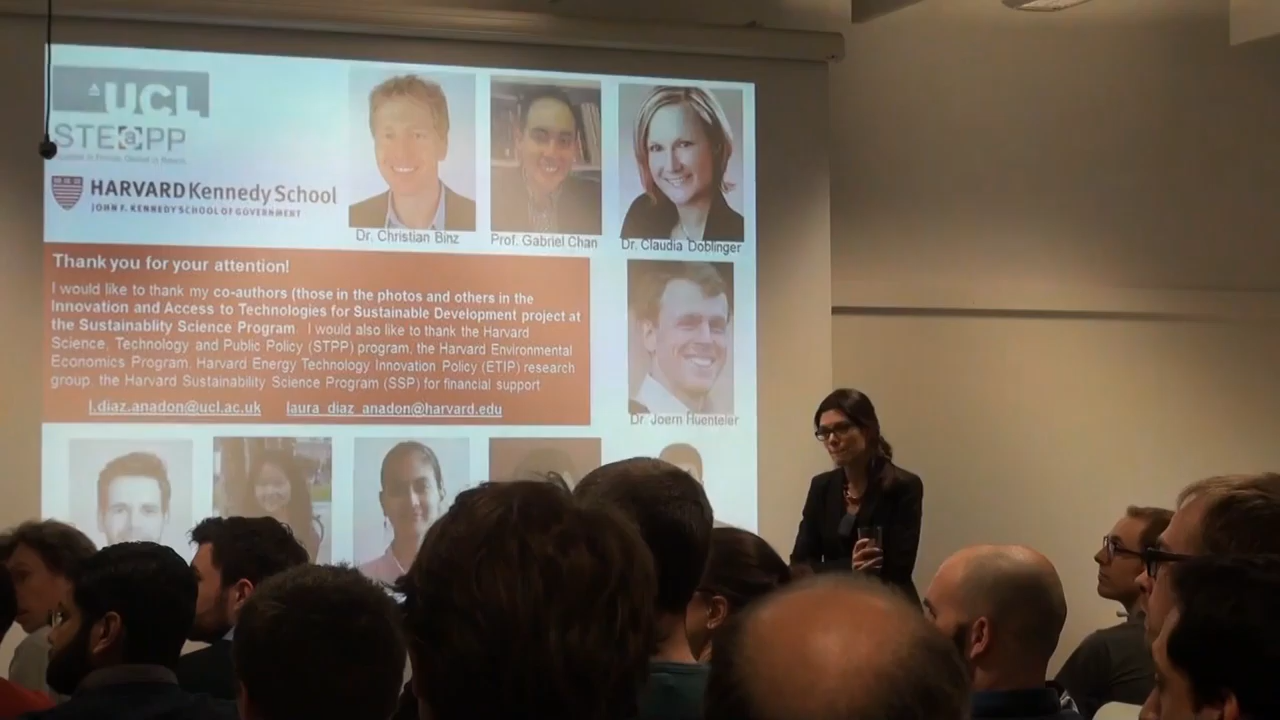 UCL
STEaPP
HARVARD Kennedy School
JOHN F. KENNEDY SCHOOL OF GOVERNMENT
Dr. Christian Binz
Prof. Gabriel Chan
Dr. Claudia Doblinger
Thank you for your attention!
I would like to thank my co-authors (those in the photos and others in the
Innovation and Access to Technologies for Sustainable Development project at
the Sustainablity Science Program. I would also like to thank the Harvard
Science, Technology and Public Policy (STPP) program, the Harvard Environmental
Economics Program, Harvard Energy Technology Innovation Policy (ETIP) research
group, the Harvard Sustainability Science Program (SSP) for financial support
l.diaz.anadon@ucl.ac.uk laura_diaz_anadon@harvard.edu
Dr. Joern Huenteler